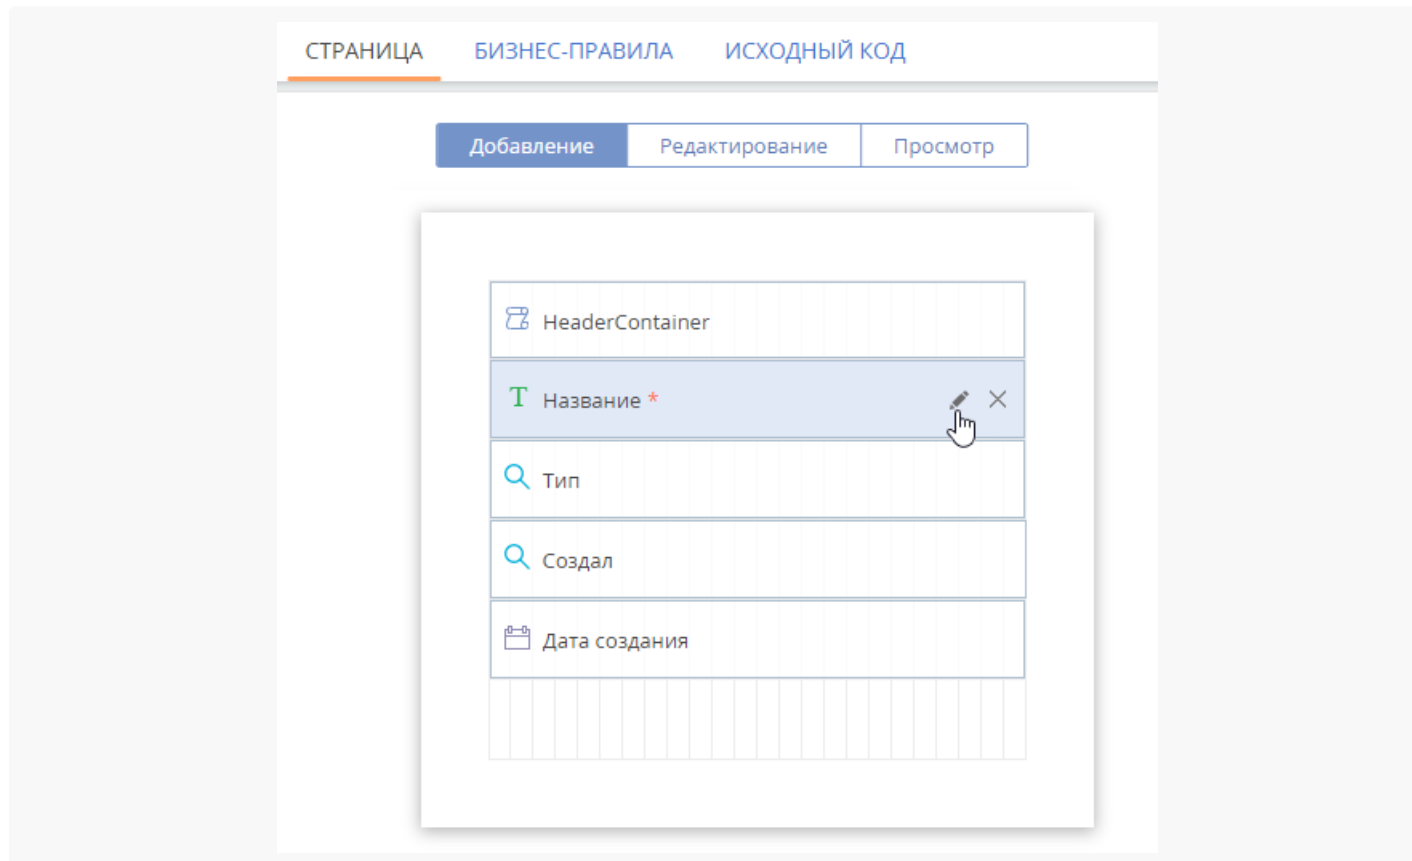 СТРАНИЦА БИЗНЕС-ПРАВИЛА ИСХОДНЫЙ КОД
Добавление Редактирование Просмотр
HeaderContainer
Название *
Тип
Создал
Дата создания